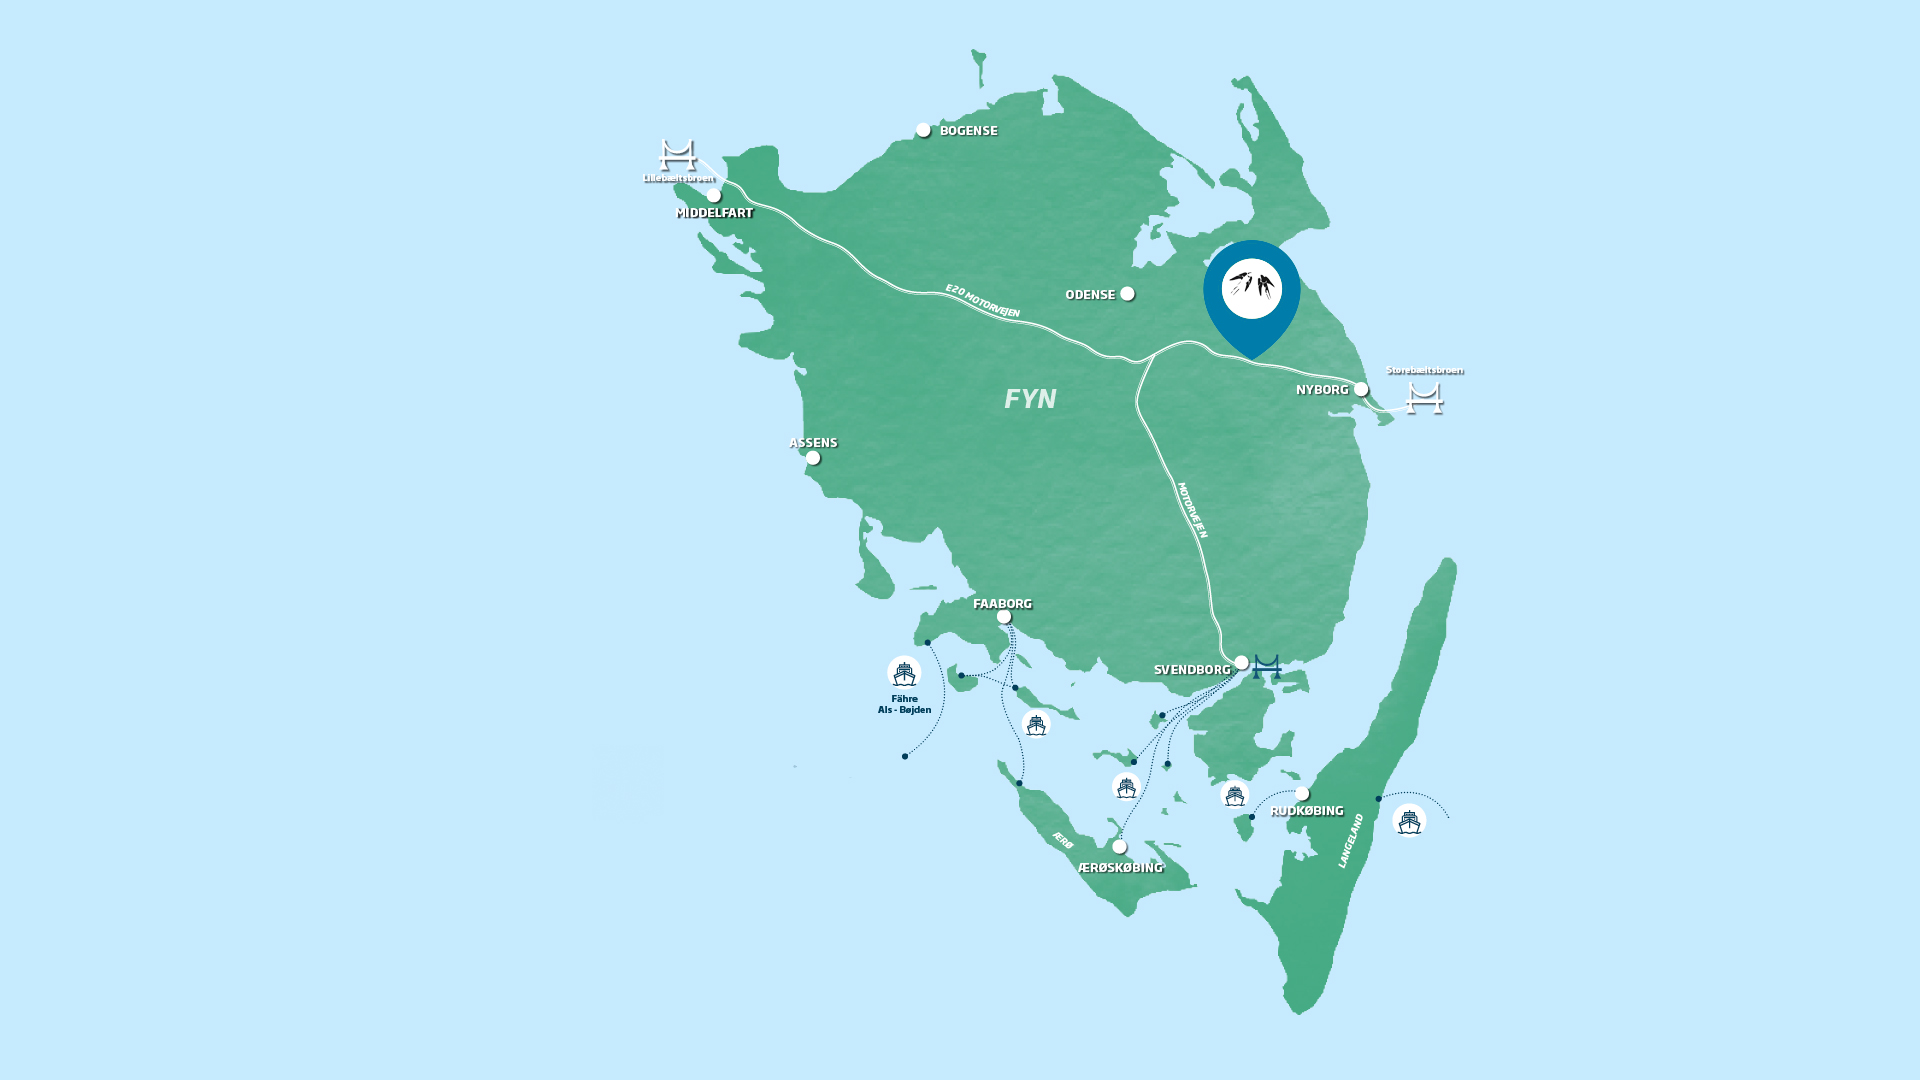 BOGENSE
Lillebæltsbroen
MIDDELFART
E20 MOTORVEJEN
ODENSE
Storebæltsbroen
NYBORG
FYN
ASSENS
MOTORVEJEN
FAABORG
SVENDBORG
Fähre
Als - Bøjden
RUDKØBING
LANGELAND
ÆRØ
ÆRØSKØBING